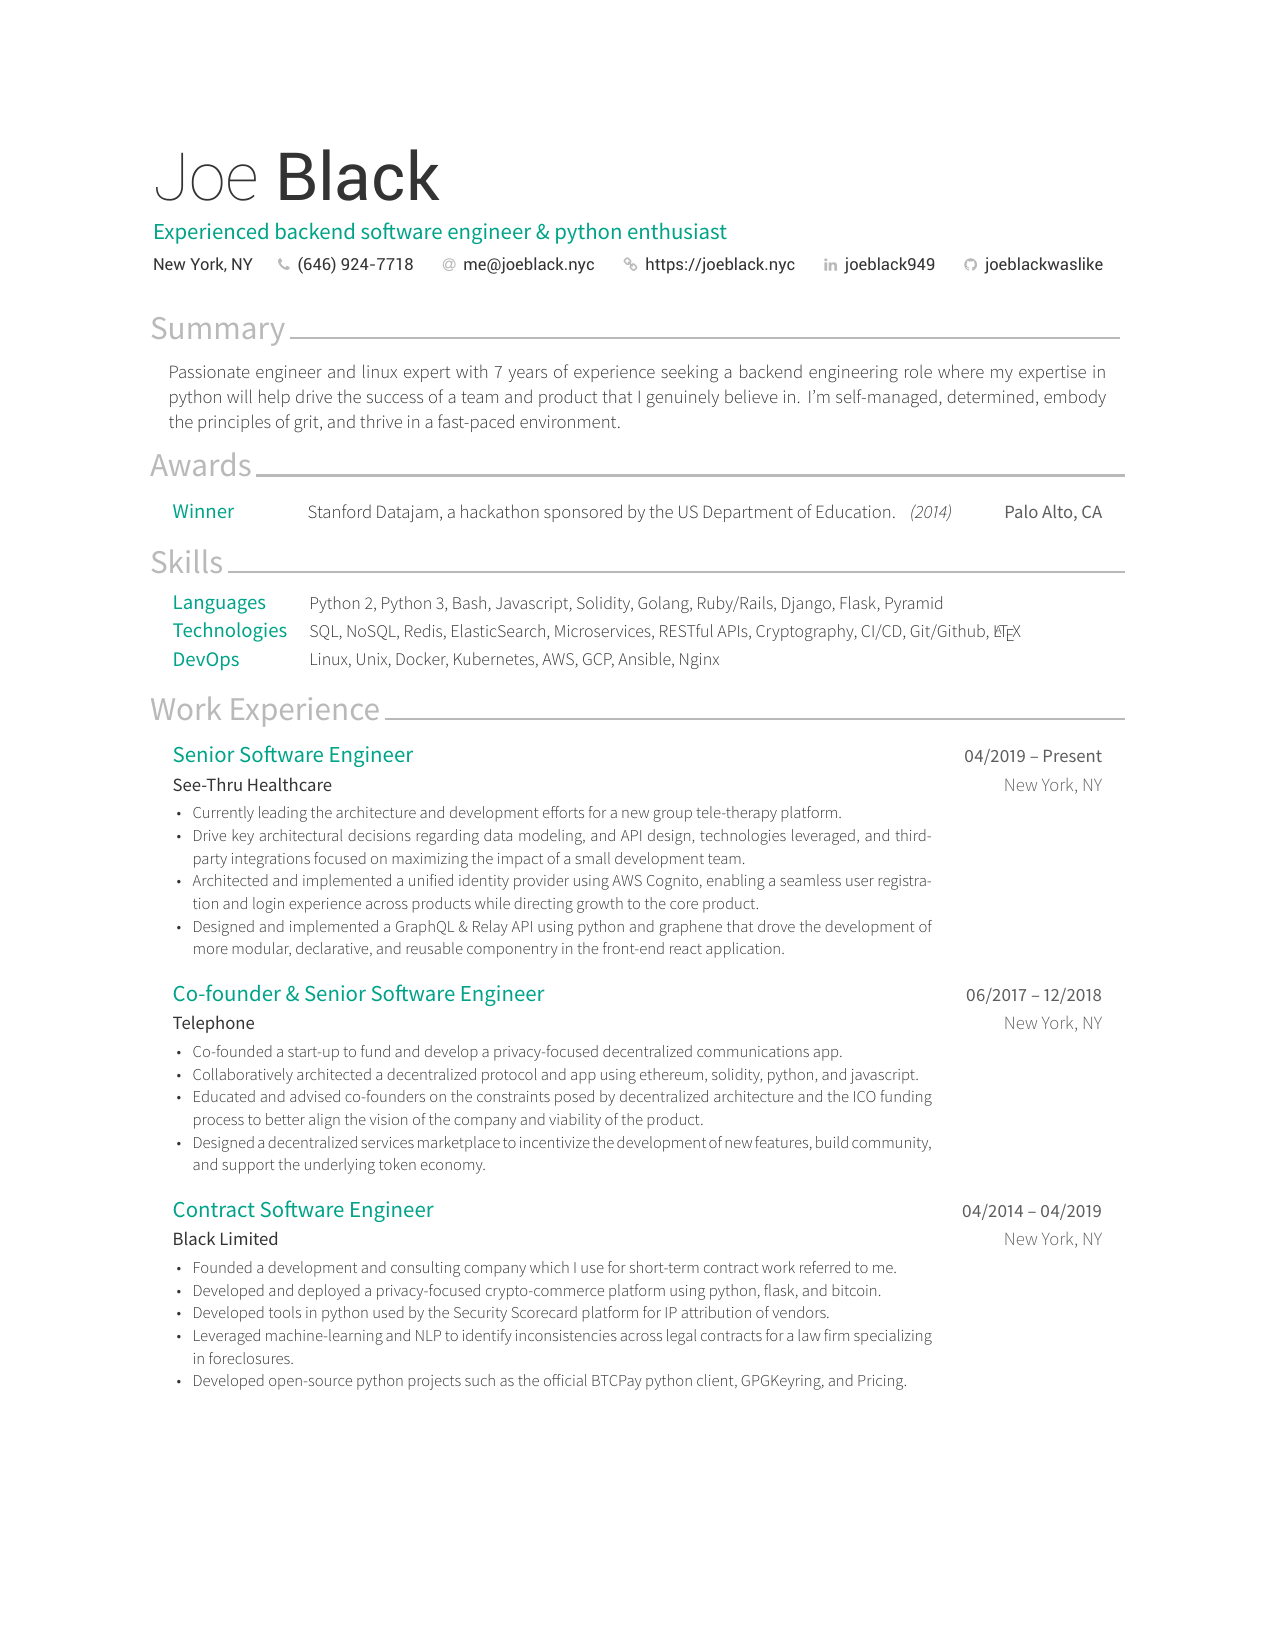 Joe Black
Experienced backend software engineer & python enthusiast
New York, NY (646) 924-7718 me@joeblack.nyc https://joeblack.nyc joeblack949 joeblackwaslike
Summary
Passionate engineer and linux expert with 7 years of experience seeking a backend engineering role where my expertise in
python will help drive the success of a team and product that I genuinely believe in. I'm self-managed, determined, embody
the principles of grit, and thrive in a fast-paced environment.
Awards
Winner Stanford Datajam, a hackathon sponsored by the US Department of Education. (2014) Palo Alto, CA
Skills
Languages Python 2, Python 3, Bash, Javascript, Solidity, Golang, Ruby/Rails, Django, Flask, Pyramid
Technologies SQL, NoSQL, Redis, ElasticSearch, Microservices, RESTful APIs, Cryptography, CI/CD, Git/Github, LATEX
DevOps Linux, Unix, Docker, Kubernetes, AWS, GCP, Ansible, Nginx
Work Experience
Senior Software Engineer 04/2019 – Present
See-Thru Healthcare New York, NY
• Currently leading the architecture and development efforts for a new group tele-therapy platform.
• Drive key architectural decisions regarding data modeling, and API design, technologies leveraged, and third-
party integrations focused on maximizing the impact of a small development team.
• Architected and implemented a unified identity provider using AWS Cognito, enabling a seamless user registra-
tion and login experience across products while directing growth to the core product.
• Designed and implemented a GraphQL & Relay API using python and graphene that drove the development of
more modular, declarative, and reusable componentry in the front-end react application.
Co-founder & Senior Software Engineer 06/2017 – 12/2018
Telephone New York, NY
• Co-founded a start-up to fund and develop a privacy-focused decentralized communications app.
• Collaboratively architected a decentralized protocol and app using ethereum, solidity, python, and javascript.
• Educated and advised co-founders on the constraints posed by decentralized architecture and the ICO funding
process to better align the vision of the company and viability of the product.
• Designed a decentralized services marketplace to incentivize the development of new features, build community,
and support the underlying token economy.
Contract Software Engineer 04/2014 – 04/2019
Black Limited New York, NY
• Founded a development and consulting company which I use for short-term contract work referred to me.
• Developed and deployed a privacy-focused crypto-commerce platform using python, flask, and bitcoin.
• Developed tools in python used by the Security Scorecard platform for IP attribution of vendors.
• Leveraged machine-learning and NLP to identify inconsistencies across legal contracts for a law firm specializing
in foreclosures.
• Developed open-source python projects such as the official BTCPay python client, GPGKeyring, and Pricing.